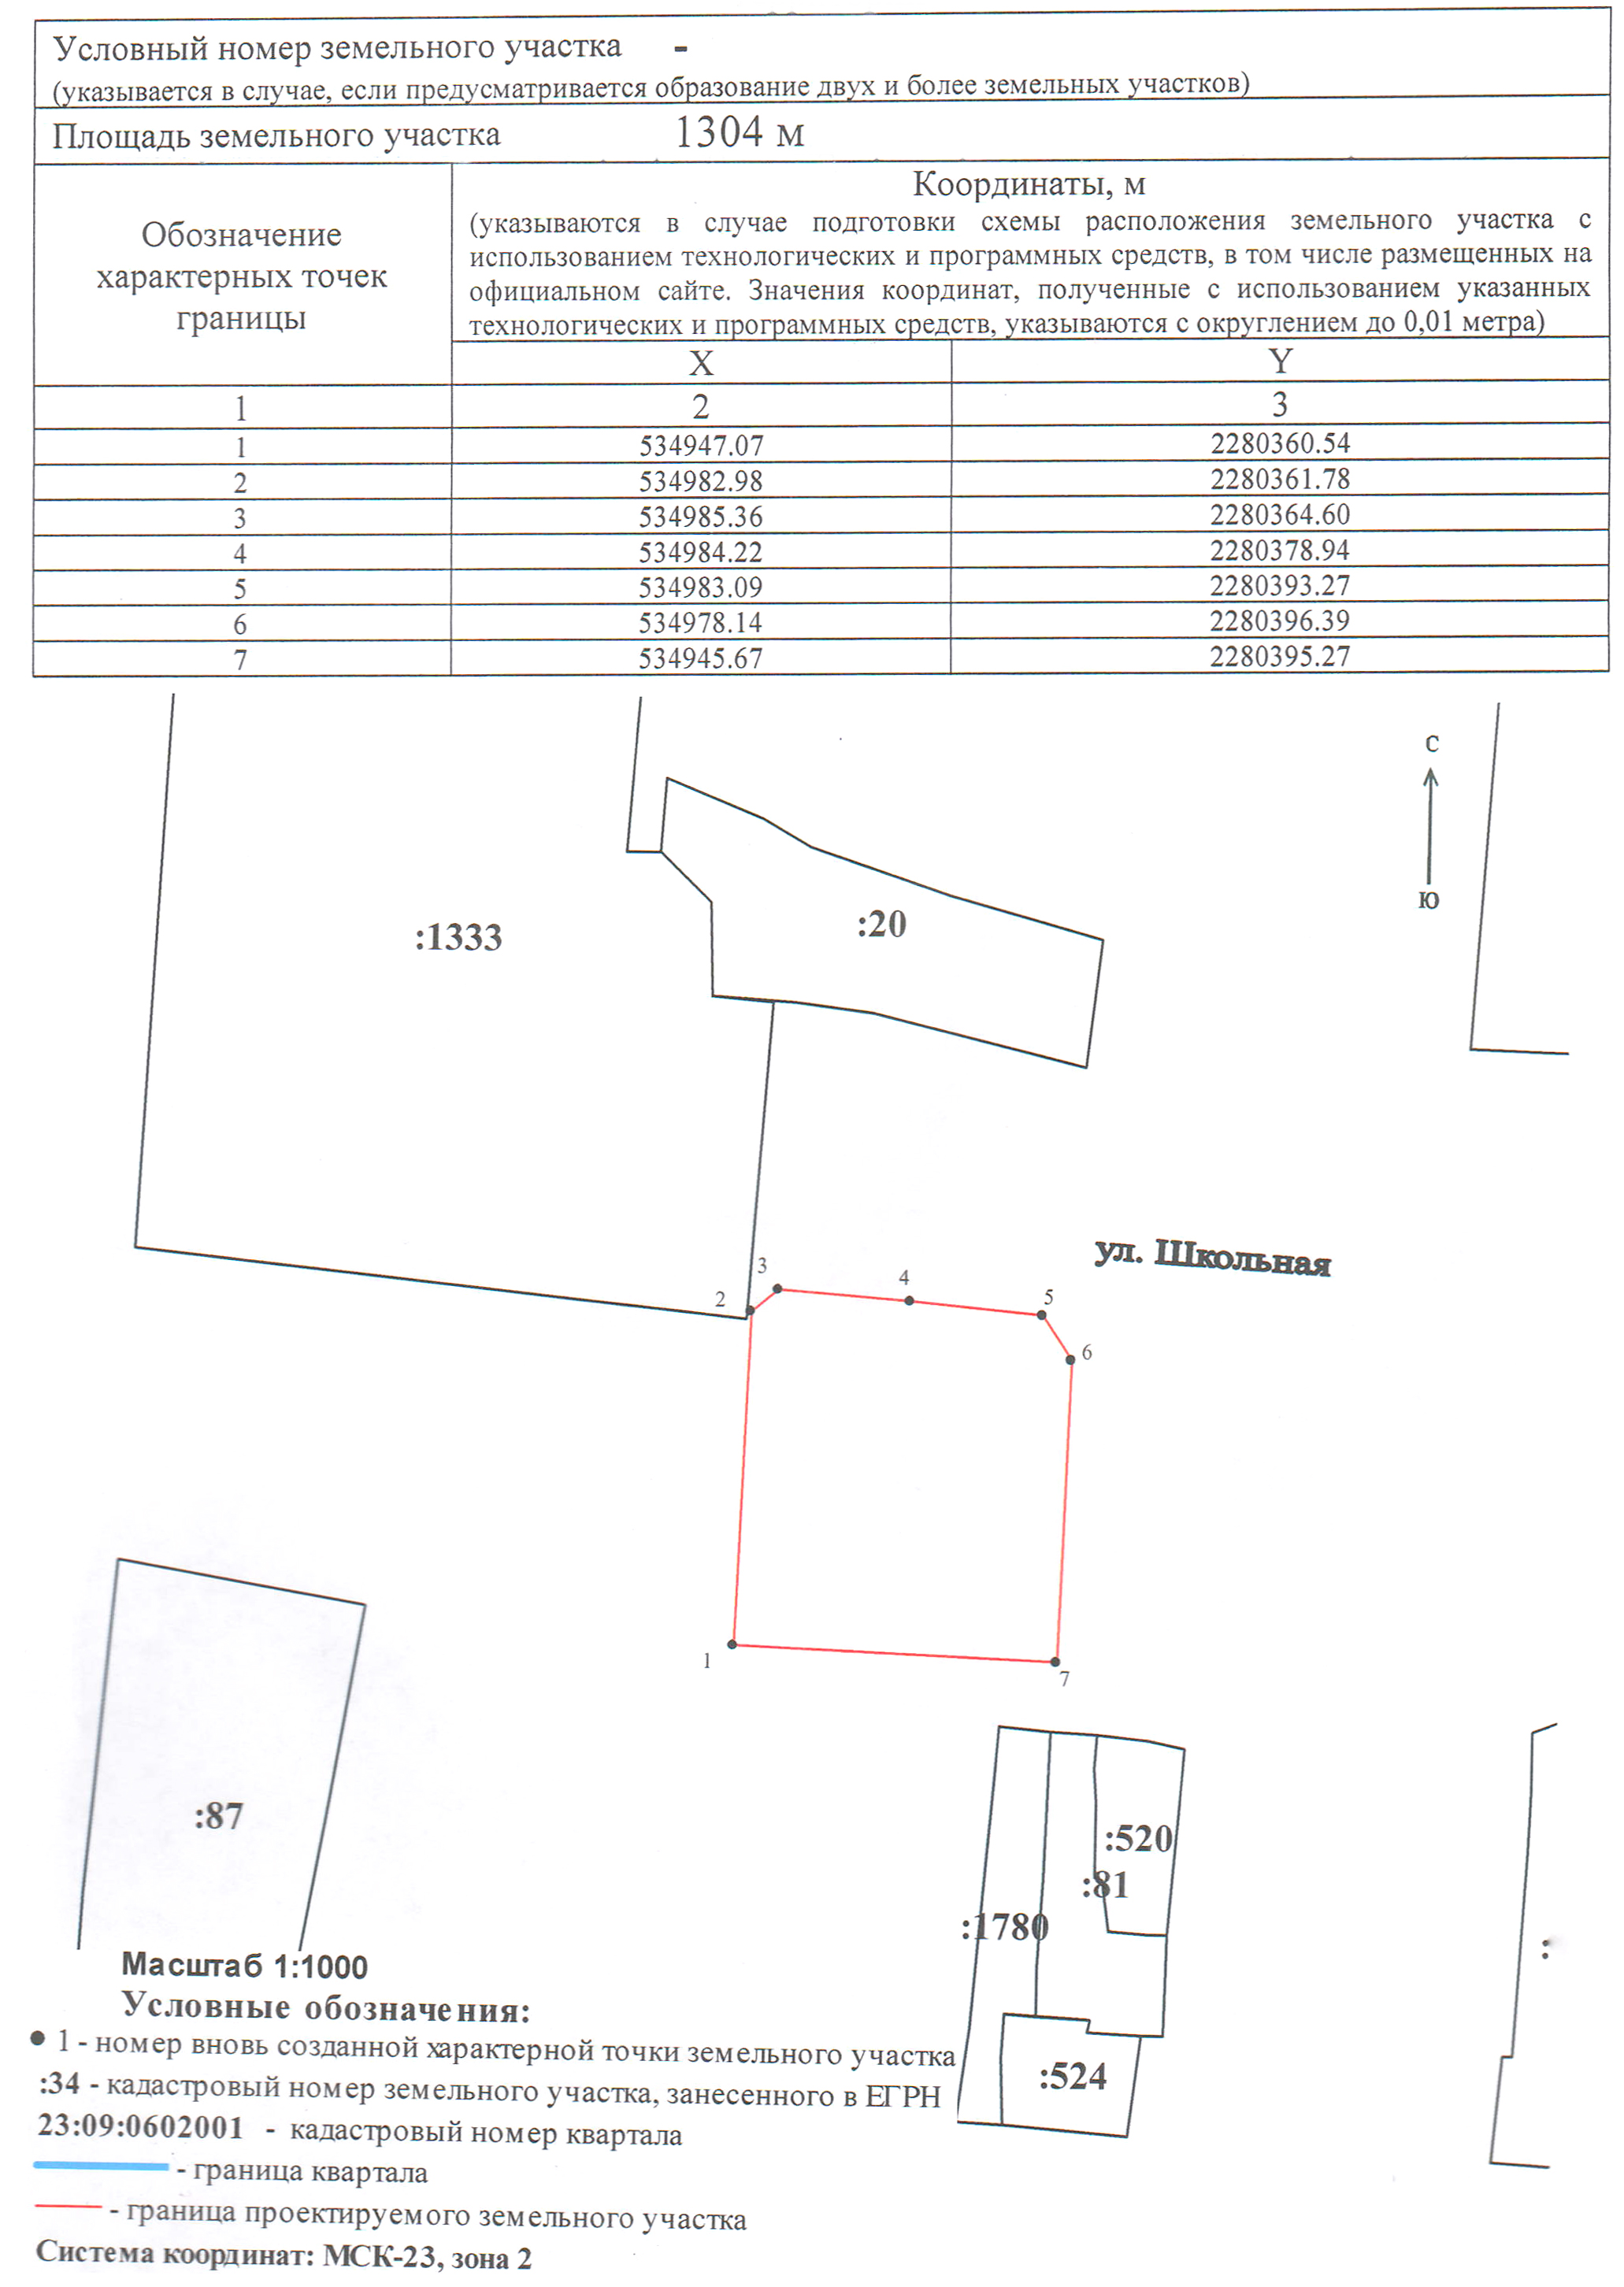 Условный номер земельного участка -
(указывается в случае, если предусматривается образование двух и более земельных участков)
Площадь земельного участка 1304 м
Обозначение
характерных точек
границы
Координаты, м
(указываются в случае подготовки схемы расположения земельного участка с
использованием технологических и программных средств, в том числе размещенных на
официальном сайте. Значения координат, полученные с использованием указанных
технологических и программных средств, указываются с округлением до 0,01 метра)
X Y
1 2 3
1 534947.07 2280360.54
2 534982.98 2280361.78
3 534985.36 2280364.60
4 534984.22 2280378.94
5 534983.09 2280393.27
6 534978.14 2280396.39
7 534945.67 2280395.27
С
Ю
:1333
:20
ул. Школьная
3
4
2
5
6
1
7
:87
:520
:81
:1780
:524
:
Масштаб 1:1000
Условные обозначения:
1 - номер вновь созданной характерной точки земельного участка
:34 - кадастровый номер земельного участка, занесенного в ЕГРН
23:09:0602001 - кадастровый номер квартала
- граница квартала
- граница проектируемого земельного участка
Система координат: МСК-23, зона 2